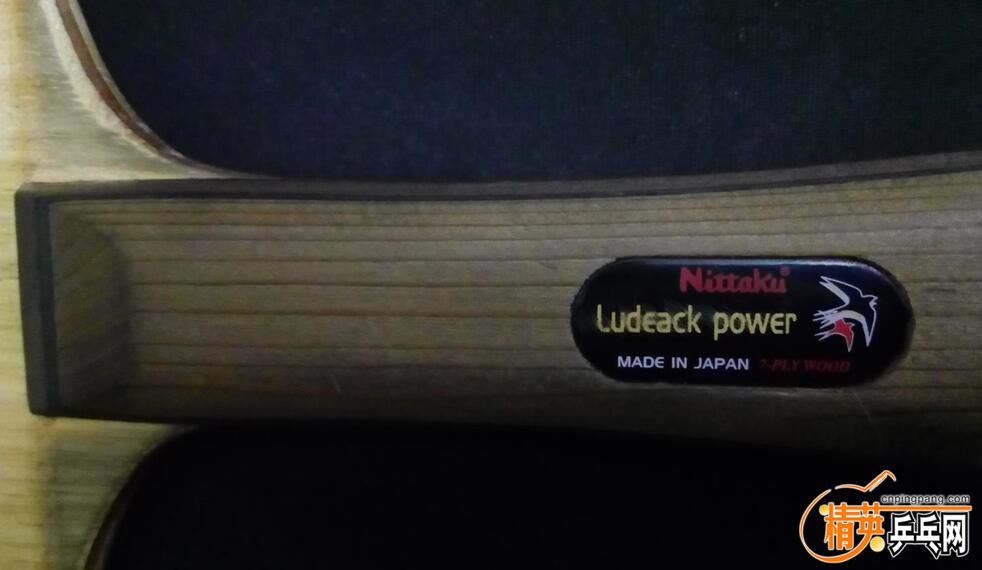 Nittaku®
Ludeack power
MADE IN JAPAN 7-PLY WOOD
cnpingpang.com
精英乒乓网